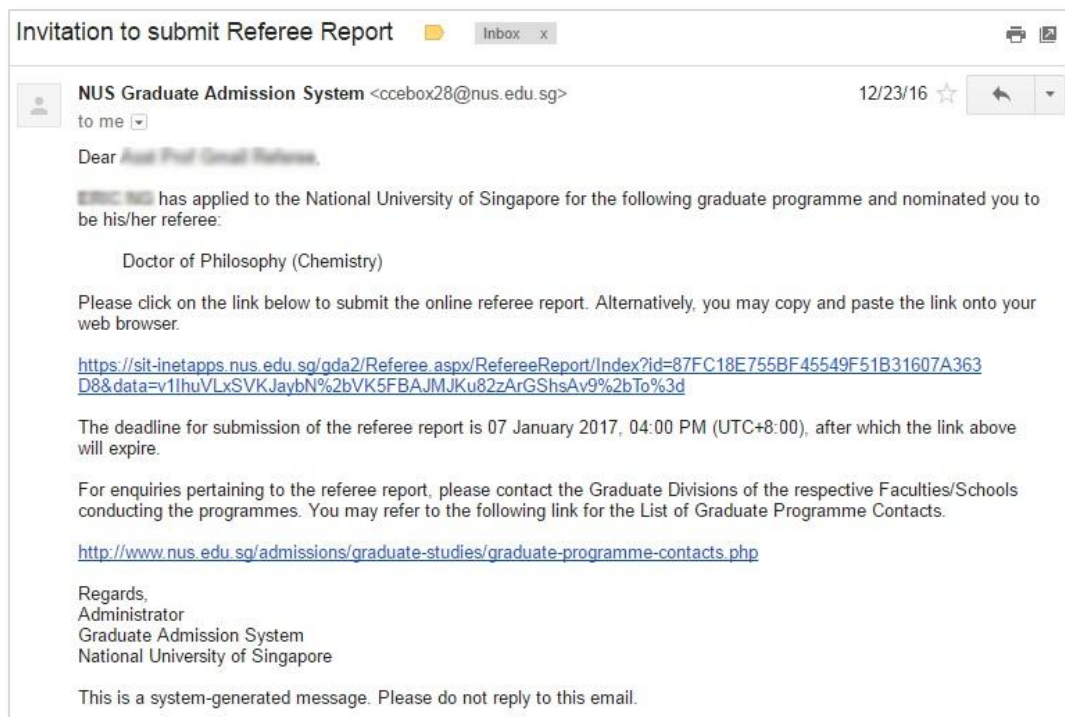 Invitation to submit Referee Report Inbox x
NUS Graduate Admission System <ccebox28@nus.edu.sg> 12/23/16
to me
Dear
has applied to the National University of Singapore for the following graduate programme and nominated you to
be his/her referee:
Doctor of Philosophy (Chemistry)
Please click on the link below to submit the online referee report. Alternatively, you may copy and paste the link onto your
web browser.
https://sit-inetapps.nus.edu.sg/gda2/Referee.aspx/RefereeReport/Index?id=87FC18E755BF45549F51B31607A363
D8&data=v1IhuVLxSVKJaybN%2bVK5FBAJMJKu82zArGShsAv9%2bTo%3d
The deadline for submission of the referee report is 07 January 2017, 04:00 PM (UTC+8:00), after which the link above
will expire.
For enquiries pertaining to the referee report, please contact the Graduate Divisions of the respective Faculties/Schools
conducting the programmes. You may refer to the following link for the List of Graduate Programme Contacts.
http://www.nus.edu.sg/admissions/graduate-studies/graduate-programme-contacts.php
Regards,
Administrator
Graduate Admission System
National University of Singapore
This is a system-generated message. Please do not reply to this email.